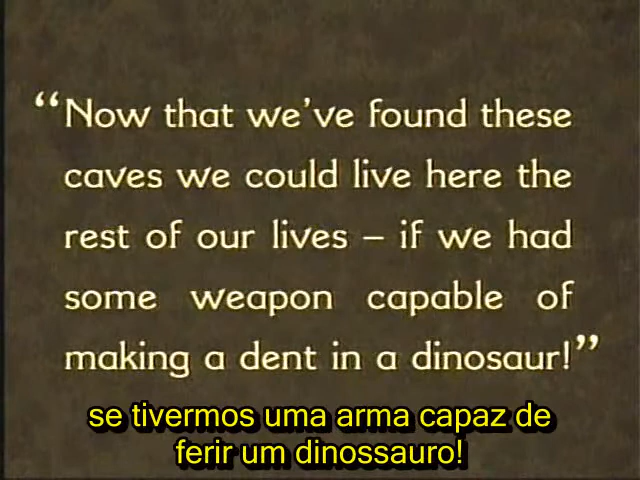 “Now that we’ve found these
caves we could live here the
rest of our lives – if we had
some weapon capable of
making a dent in a dinosaur!”
se tivermos uma arma capaz de
ferir um dinossauro!